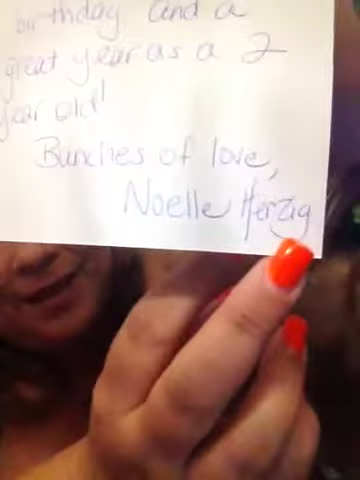 birthday and a
great year as a 2
year old!
Bunches of love,
Noelle Herzig